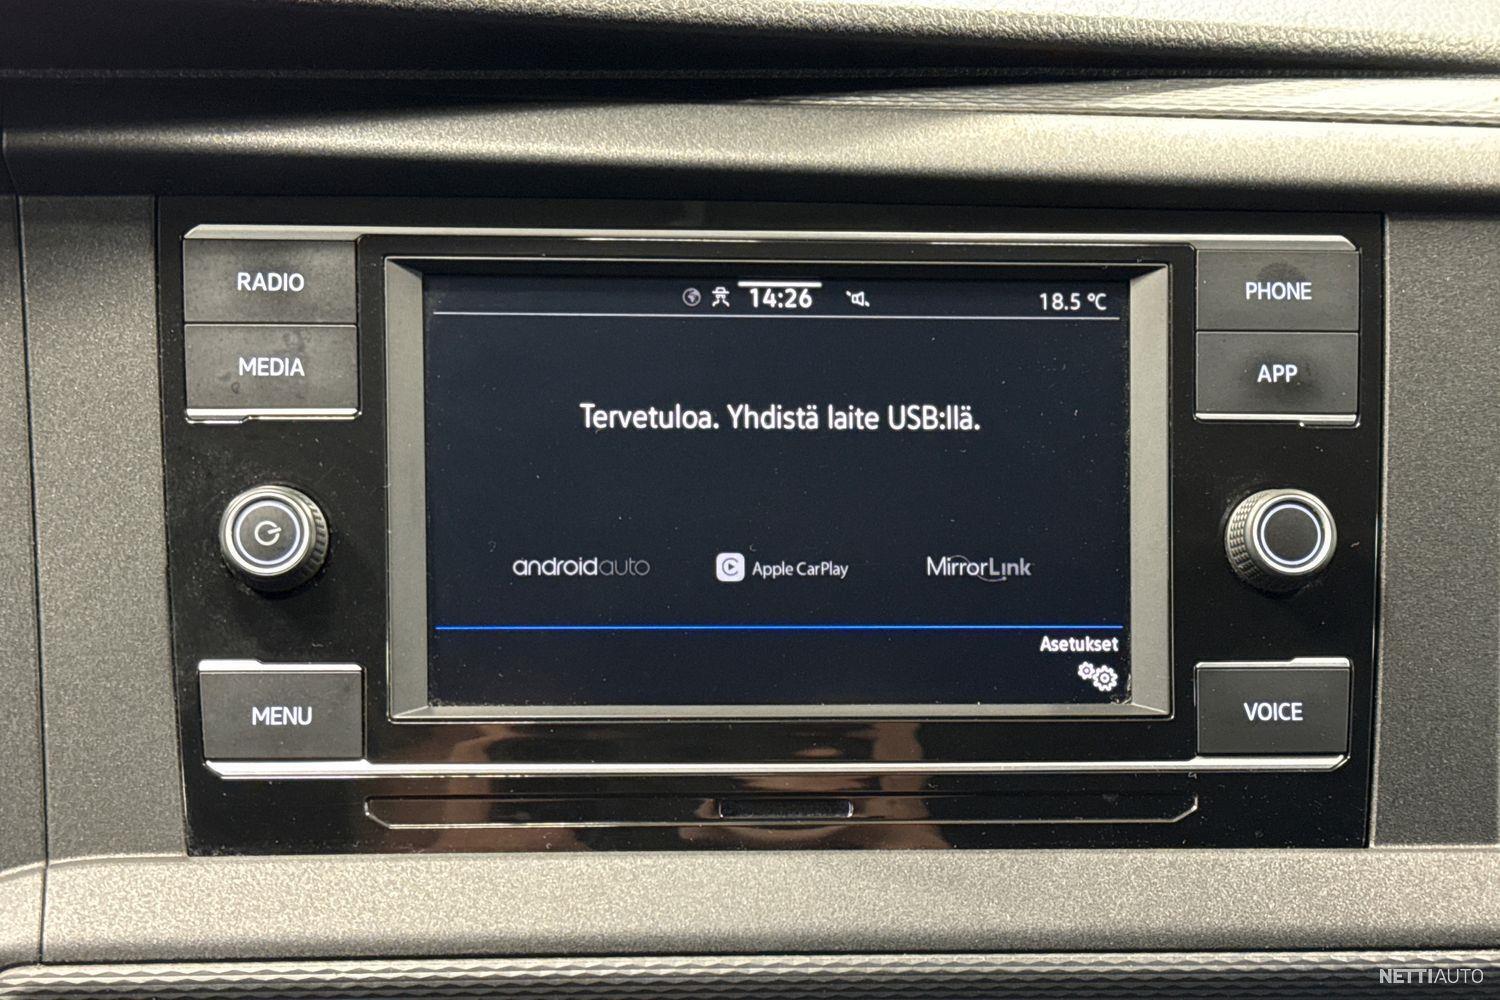 RADIO
MEDIA
MENU
14:26
18.5 °C
Tervetuloa. Yhdistä laite USB:llä.
androidauto
Apple CarPlay
MirrorLink
Asetukset
PHONE
APP
VOICE
NETTIAUTO